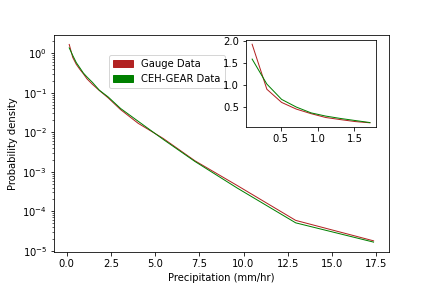 Gauge Data
CEH-GEAR Data
2.0
1.5
1.0
0.5
0.5 1.0 1.5
10⁰
10⁻¹
10⁻²
10⁻³
10⁻⁴
10⁻⁵
Probability density
0.0 2.5 5.0 7.5 10.0 12.5 15.0 17.5
Precipitation (mm/hr)